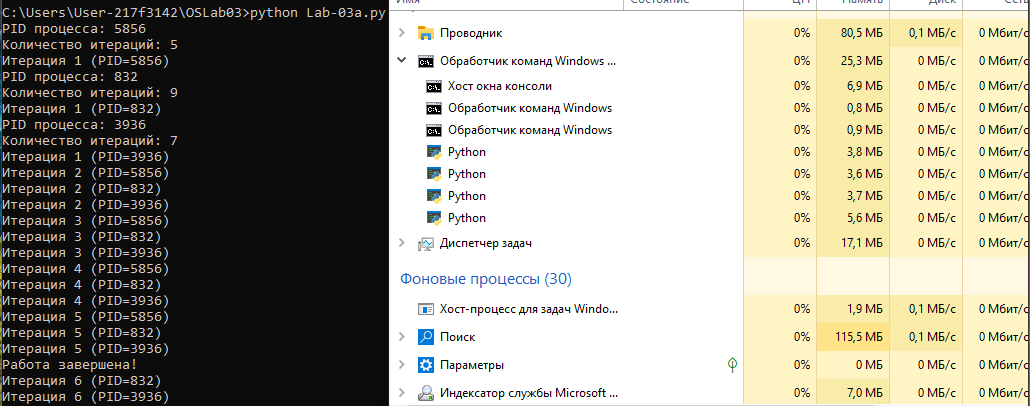 C:\Users\User-217f3142\OSLab03>python Lab-03a.py
PID процесса: 5856
Количество итераций: 5
Итерация 1 (PID=5856)
PID процесса: 832
Количество итераций: 9
Итерация 1 (PID=832)
PID процесса: 3936
Количество итераций: 7
Итерация 1 (PID=3936)
Итерация 2 (PID=5856)
Итерация 2 (PID=832)
Итерация 2 (PID=3936)
Итерация 3 (PID=5856)
Итерация 3 (PID=832)
Итерация 3 (PID=3936)
Итерация 4 (PID=5856)
Итерация 4 (PID=832)
Итерация 4 (PID=3936)
Итерация 5 (PID=5856)
Итерация 5 (PID=832)
Итерация 5 (PID=3936)
Работа завершена!
Итерация 6 (PID=832)
Итерация 6 (PID=3936)
Имя Состояние ЦП Память Диск Сеть
Проводник 0% 80,5 МБ 0,1 МБ/с 0 Мбит/с
Обработчик команд Windows ... 0% 25,3 МБ 0 МБ/с 0 Мбит/с
Хост окна консоли 0% 6,9 МБ 0 МБ/с 0 Мбит/с
Обработчик команд Windows 0% 0,8 МБ 0 МБ/с 0 Мбит/с
Обработчик команд Windows 0% 0,9 МБ 0 МБ/с 0 Мбит/с
Python 0% 3,8 МБ 0 МБ/с 0 Мбит/с
Python 0% 3,6 МБ 0 МБ/с 0 Мбит/с
Python 0% 3,7 МБ 0 МБ/с 0 Мбит/с
Python 0% 5,6 МБ 0 МБ/с 0 Мбит/с
Диспетчер задач 0% 17,1 МБ 0 МБ/с 0 Мбит/с
Фоновые процессы (30)
Хост-процесс для задач Windo... 0% 1,9 МБ 0,1 МБ/с 0 Мбит/с
Поиск 0% 115,5 МБ 0,1 МБ/с 0 Мбит/с
Параметры 0% 0 МБ 0 МБ/с 0 Мбит/с
Индексатор службы Microsoft ... 0% 7,0 МБ 0 МБ/с 0 Мбит/с